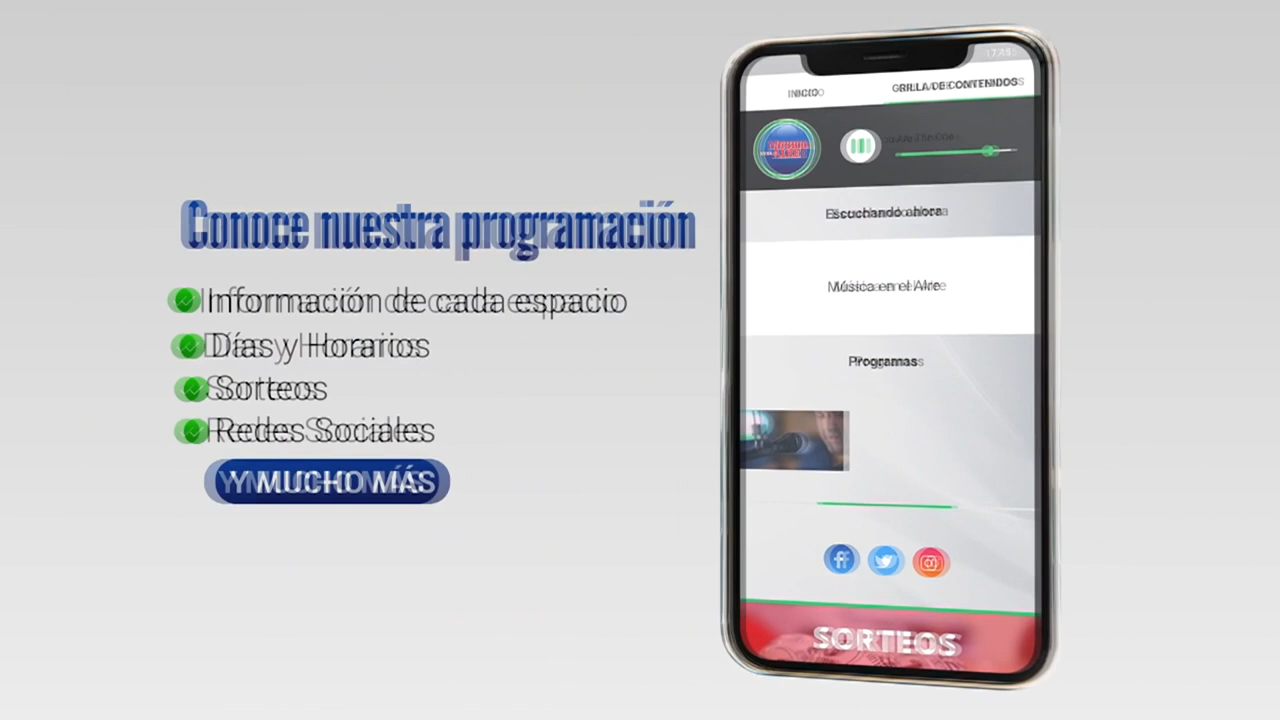 Conoce nuestra programación
Información de cada espacio
Días y Horarios
Sorteos
Redes Sociales
Y MUCHO MÁS
INICIO
GRILLA DE CONTENIDOS
Escuchando ahora
Música en el Aire
Programas
SORTEOS